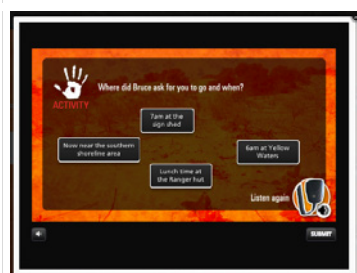 Where did Bruce ask for you to go and when?
ACTIVITY
7am at the
sign shed
Now near the southern
shoreline area
6am at Yellow
Waters
Lunch time at
the Ranger hut
Listen again
SUBMIT